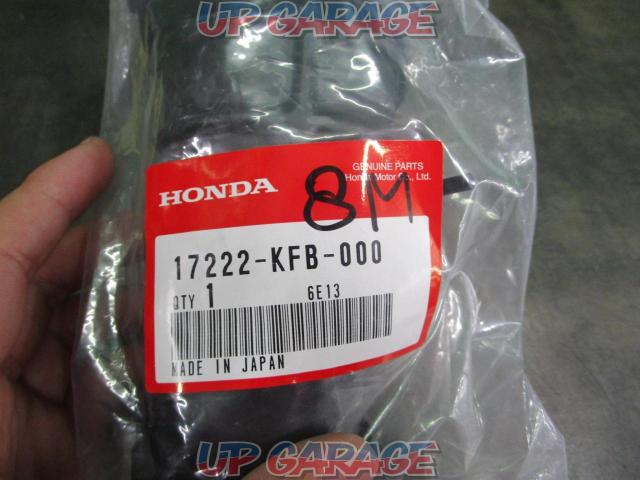 UP GARAGE
GENUINE PARTS
Honda Motor Co., Ltd.
HONDA
8M
17222-KFB-000
QTY 1 6E13
MADE IN JAPAN
UP GARAGE